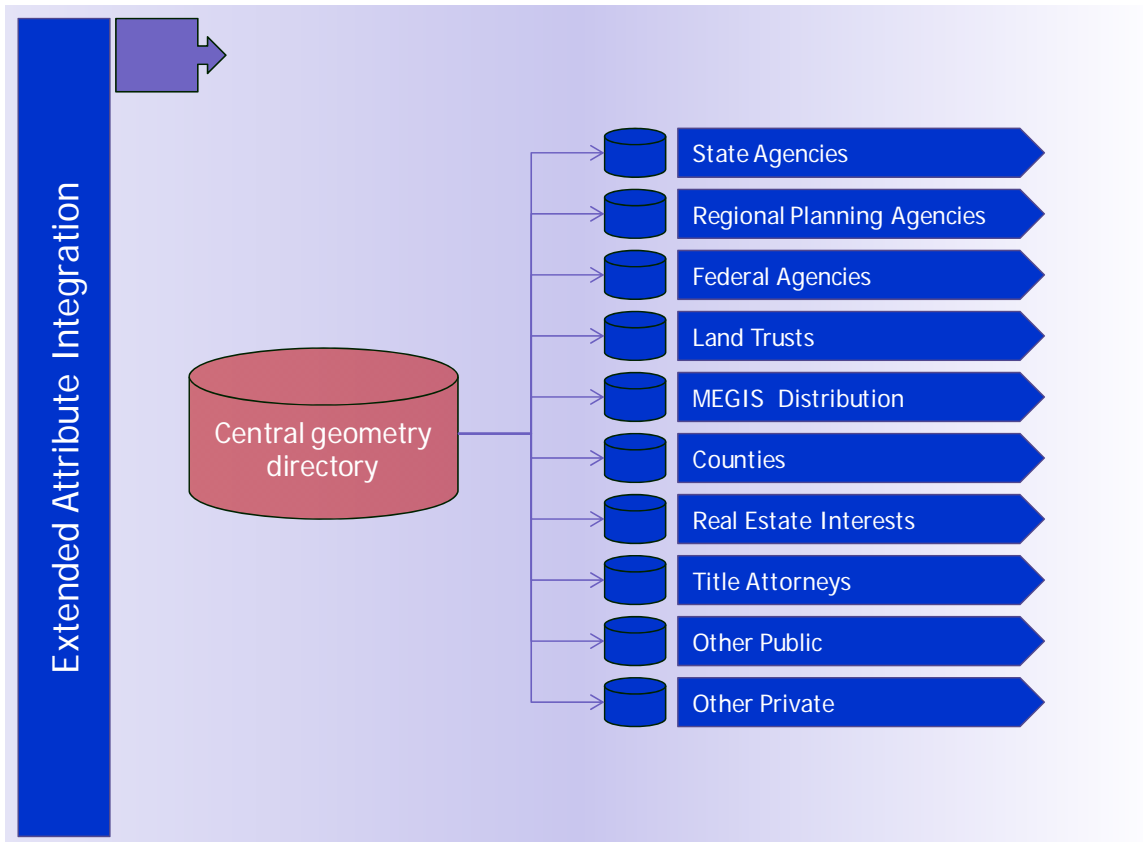 Extended Attribute Integration
Central geometry
directory
State Agencies
Regional Planning Agencies
Federal Agencies
Land Trusts
MEGIS Distribution
Counties
Real Estate Interests
Title Attorneys
Other Public
Other Private